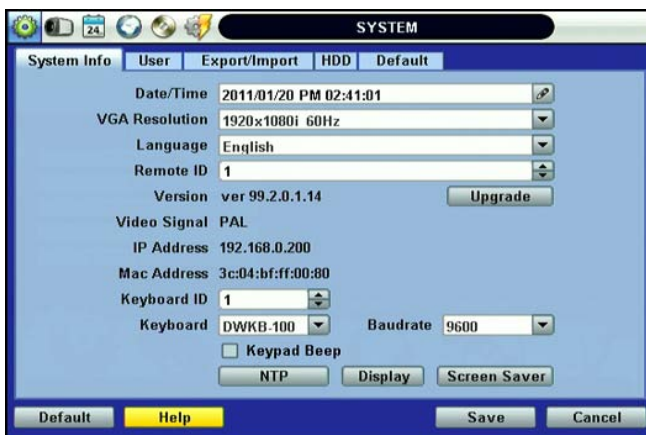 24
SYSTEM
System Info User Export/Import HDD Default
Date/Time 2011/01/20 PM 02:41:01
VGA Resolution 1920x1080i 60Hz
Language English
Remote ID 1
Version ver 99.2.0.1.14 Upgrade
Video Signal PAL
IP Address 192.168.0.200
Mac Address 3c:04:bf:ff:00:80
Keyboard ID 1
Keyboard DWKB-100 Baudrate 9600
Keypad Beep
NTP Display Screen Saver
Default Help Save Cancel